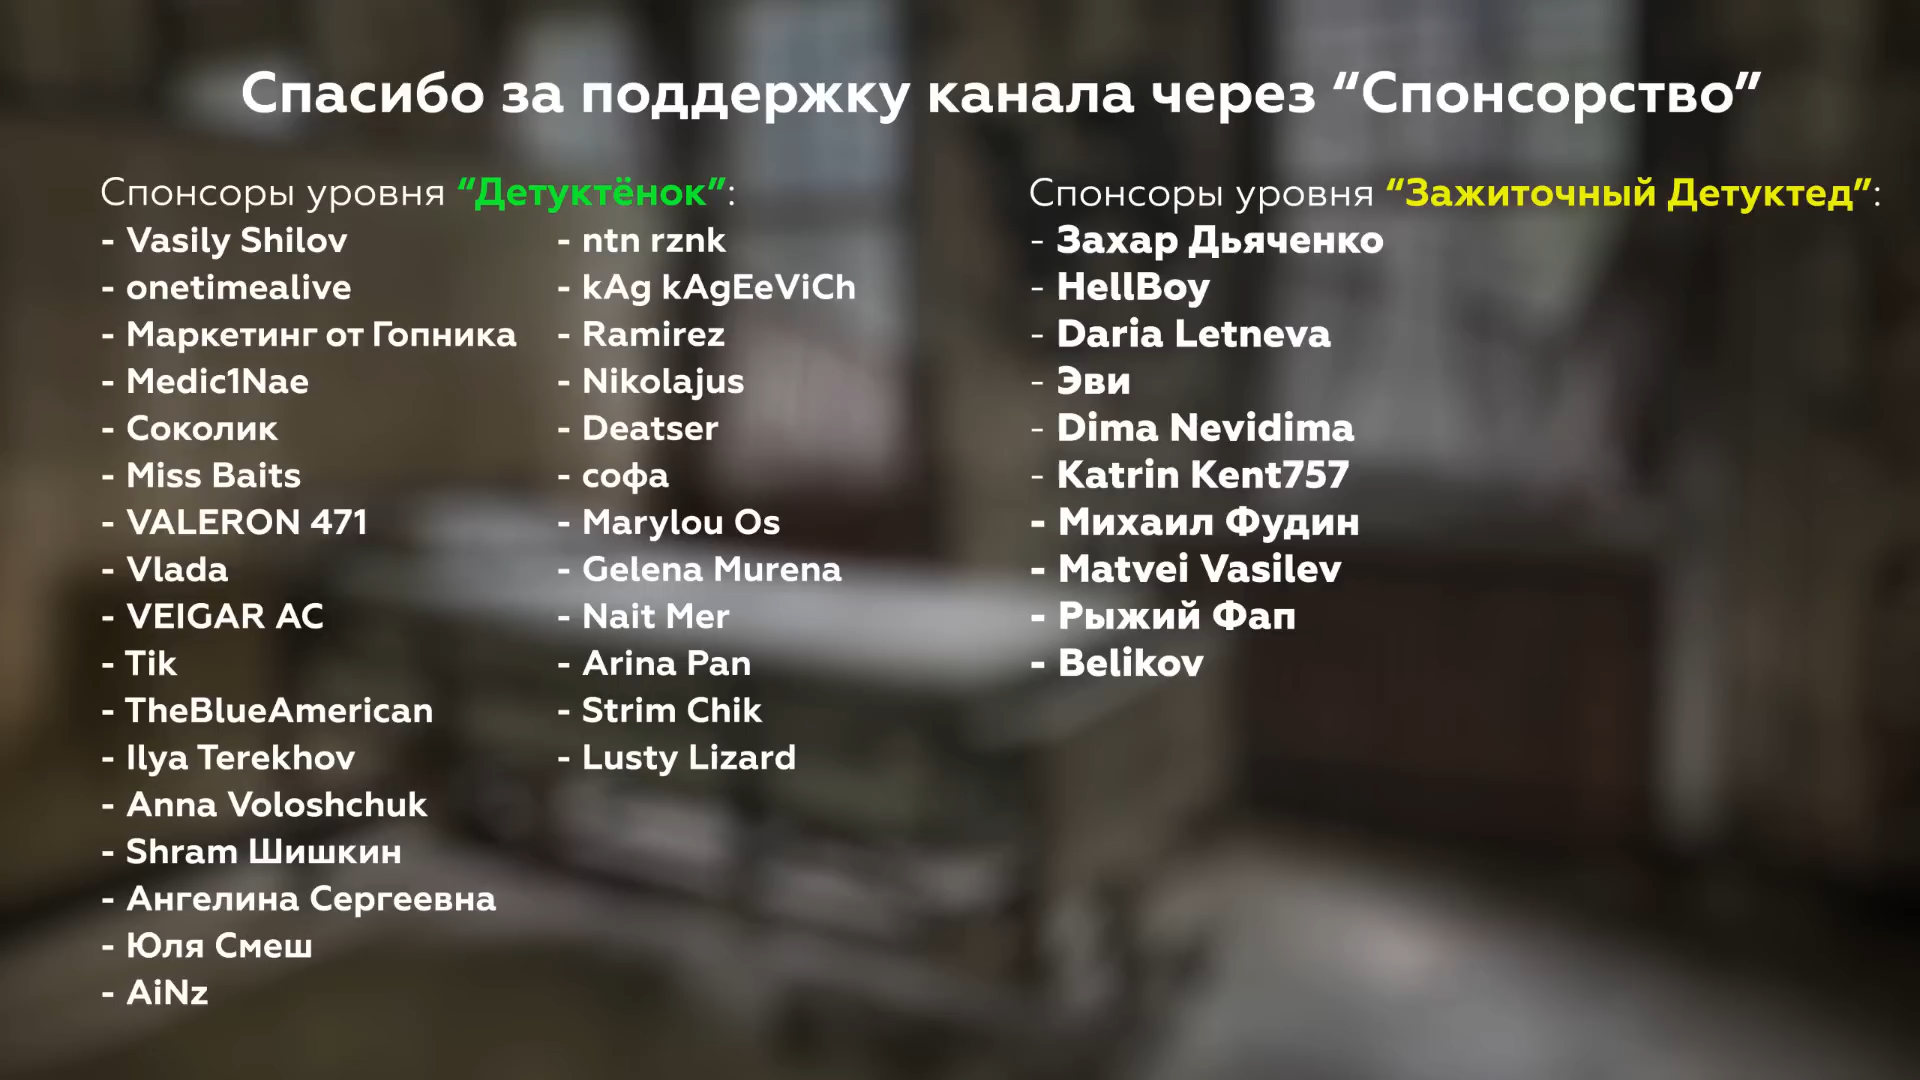 Спасибо за поддержку канала через “Спонсорство”
Спонсоры уровня “Детуктёнок”:
- Vasily Shilov
- onetimealive
- Маркетинг от Гопника
- Medic1Nae
- Соколик
- Miss Baits
- VALERON 471
- Vlada
- VEIGAR AC
- Tik
- TheBlueAmerican
- Ilya Terekhov
- Anna Voloshchuk
- Shram Шишкин
- Ангелина Сергеевна
- Юля Смеш
- AiNz
- ntn rznk
- kAg kAgEeViCh
- Ramirez
- Nikolajus
- Deatser
- софа
- Marylou Os
- Gelena Murena
- Nait Mer
- Arina Pan
- Strim Chik
- Lusty Lizard
Спонсоры уровня “Зажиточный Детуктед”:
- Захар Дьяченко
- HellBoy
- Daria Letneva
- Эви
- Dima Nevidima
- Katrin Kent757
- Михаил Фудин
- Matvei Vasilev
- Рыжий Фап
- Belikov